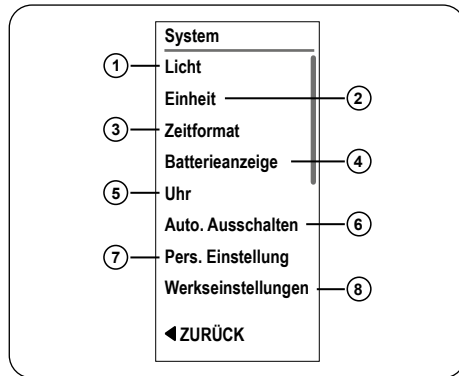 System
① Licht
Einheit ②
③ Zeitformat
Batterieanzeige ④
⑤ Uhr
Auto. Ausschalten ⑥
⑦ Pers. Einstellung
Werkseinstellungen ⑧
◀ ZURÜCK